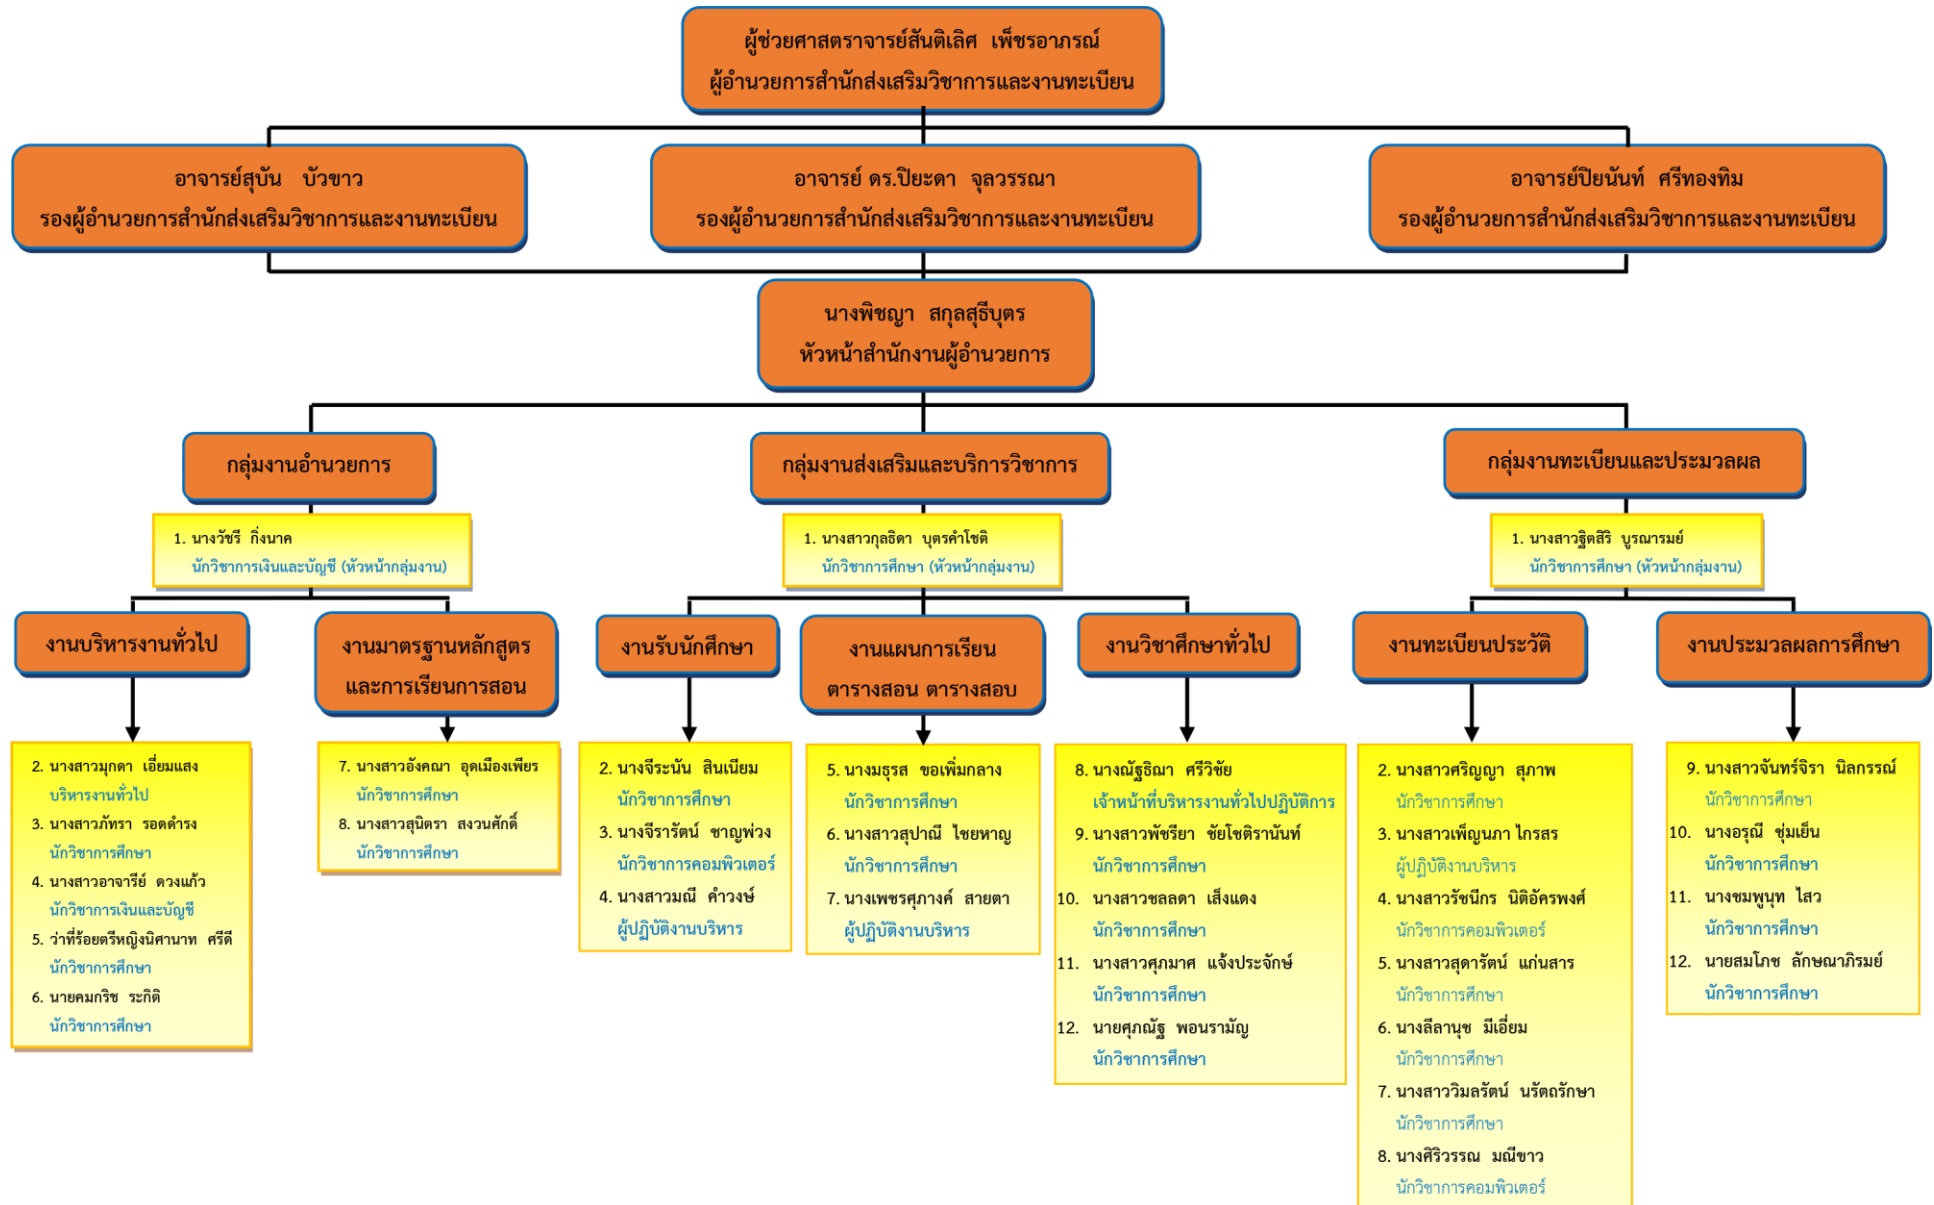 ผู้ช่วยศาสตราจารย์สันติเลิศ เพ็ชรอาภรณ์
ผู้อำนวยการสำนักส่งเสริมวิชาการและงานทะเบียน
อาจารย์สุบัน บัวขาว
รองผู้อำนวยการสำนักส่งเสริมวิชาการและงานทะเบียน
อาจารย์ ดร.ปิยะดา จุลวรรณา
รองผู้อำนวยการสำนักส่งเสริมวิชาการและงานทะเบียน
อาจารย์ปิยนันท์ ศรีทองทิม
รองผู้อำนวยการสำนักส่งเสริมวิชาการและงานทะเบียน
นางพิชญา สกุลสุธีบุตร
หัวหน้าสำนักงานผู้อำนวยการ
กลุ่มงานอำนวยการ
1. นางวัชรี กิ่งนาค
นักวิชาการเงินและบัญชี (หัวหน้ากลุ่มงาน)
กลุ่มงานส่งเสริมและบริการวิชาการ
1. นางสาวกุลธิดา บุตรคำโชติ
นักวิชาการศึกษา (หัวหน้ากลุ่มงาน)
กลุ่มงานทะเบียนและประมวลผล
1. นางสาวฐิตสิริ บูรณารมย์
นักวิชาการศึกษา (หัวหน้ากลุ่มงาน)
งานบริหารงานทั่วไป
2. นางสาวมุกดา เอี่ยมแสง
บริหารงานทั่วไป
3. นางสาวภัทรา รอดดำรง
นักวิชาการศึกษา
4. นางสาวอาจารีย์ ดวงแก้ว
นักวิชาการเงินและบัญชี
5. ว่าที่ร้อยตรีหญิงนิศานาท ศรีดี
นักวิชาการศึกษา
6. นายคมกริช ระกิติ
นักวิชาการศึกษา
งานมาตรฐานหลักสูตร
และการเรียนการสอน
7. นางสาวอังคณา อุดเมืองเพียร
นักวิชาการศึกษา
8. นางสาวสุนิตรา สงวนศักดิ์
นักวิชาการศึกษา
งานรับนักศึกษา
2. นางจีระนัน สินเนียม
นักวิชาการศึกษา
3. นางจีรารัตน์ ชาญพ่วง
นักวิชาการคอมพิวเตอร์
4. นางสาวมณี คำวงษ์
ผู้ปฏิบัติงานบริหาร
งานแผนการเรียน
ตารางสอน ตารางสอบ
5. นางมธุรส ขอเพิ่มกลาง
นักวิชาการศึกษา
6. นางสาวสุปาณี ไชยหาญ
นักวิชาการศึกษา
7. นางเพชรศุภางค์ สายตา
ผู้ปฏิบัติงานบริหาร
งานวิชาศึกษาทั่วไป
8. นางณัฐธิณา ศรีวิชัย
เจ้าหน้าที่บริหารงานทั่วไปปฏิบัติการ
9. นางสาวพัชรียา ชัยโชติรานันท์
นักวิชาการศึกษา
10. นางสาวชลลดา เส็งแดง
นักวิชาการศึกษา
11. นางสาวศุภมาศ แจ้งประจักษ์
นักวิชาการศึกษา
12. นายศุภณัฐ พอนรามัญ
นักวิชาการศึกษา
งานทะเบียนประวัติ
2. นางสาวศริญญา สุภาพ
นักวิชาการศึกษา
3. นางสาวเพ็ญนภา ไกรสร
ผู้ปฏิบัติงานบริหาร
4. นางสาวรัชนีกร นิติอัครพงศ์
นักวิชาการคอมพิวเตอร์
5. นางสาวสุดารัตน์ แก่นสาร
นักวิชาการศึกษา
6. นางลีลานุช มีเอี่ยม
นักวิชาการศึกษา
7. นางสาววิมลรัตน์ นรัตถรักษา
นักวิชาการศึกษา
8. นางศิริวรรณ มณีขาว
นักวิชาการคอมพิวเตอร์
งานประมวลผลการศึกษา
9. นางสาวจันทร์จิรา นิลกรรณ์
นักวิชาการศึกษา
10. นางอรุณี ชุ่มเย็น
นักวิชาการศึกษา
11. นางชมพูนุท ไสว
นักวิชาการศึกษา
12. นายสมโภช ลักษณาภิรมย์
นักวิชาการศึกษา